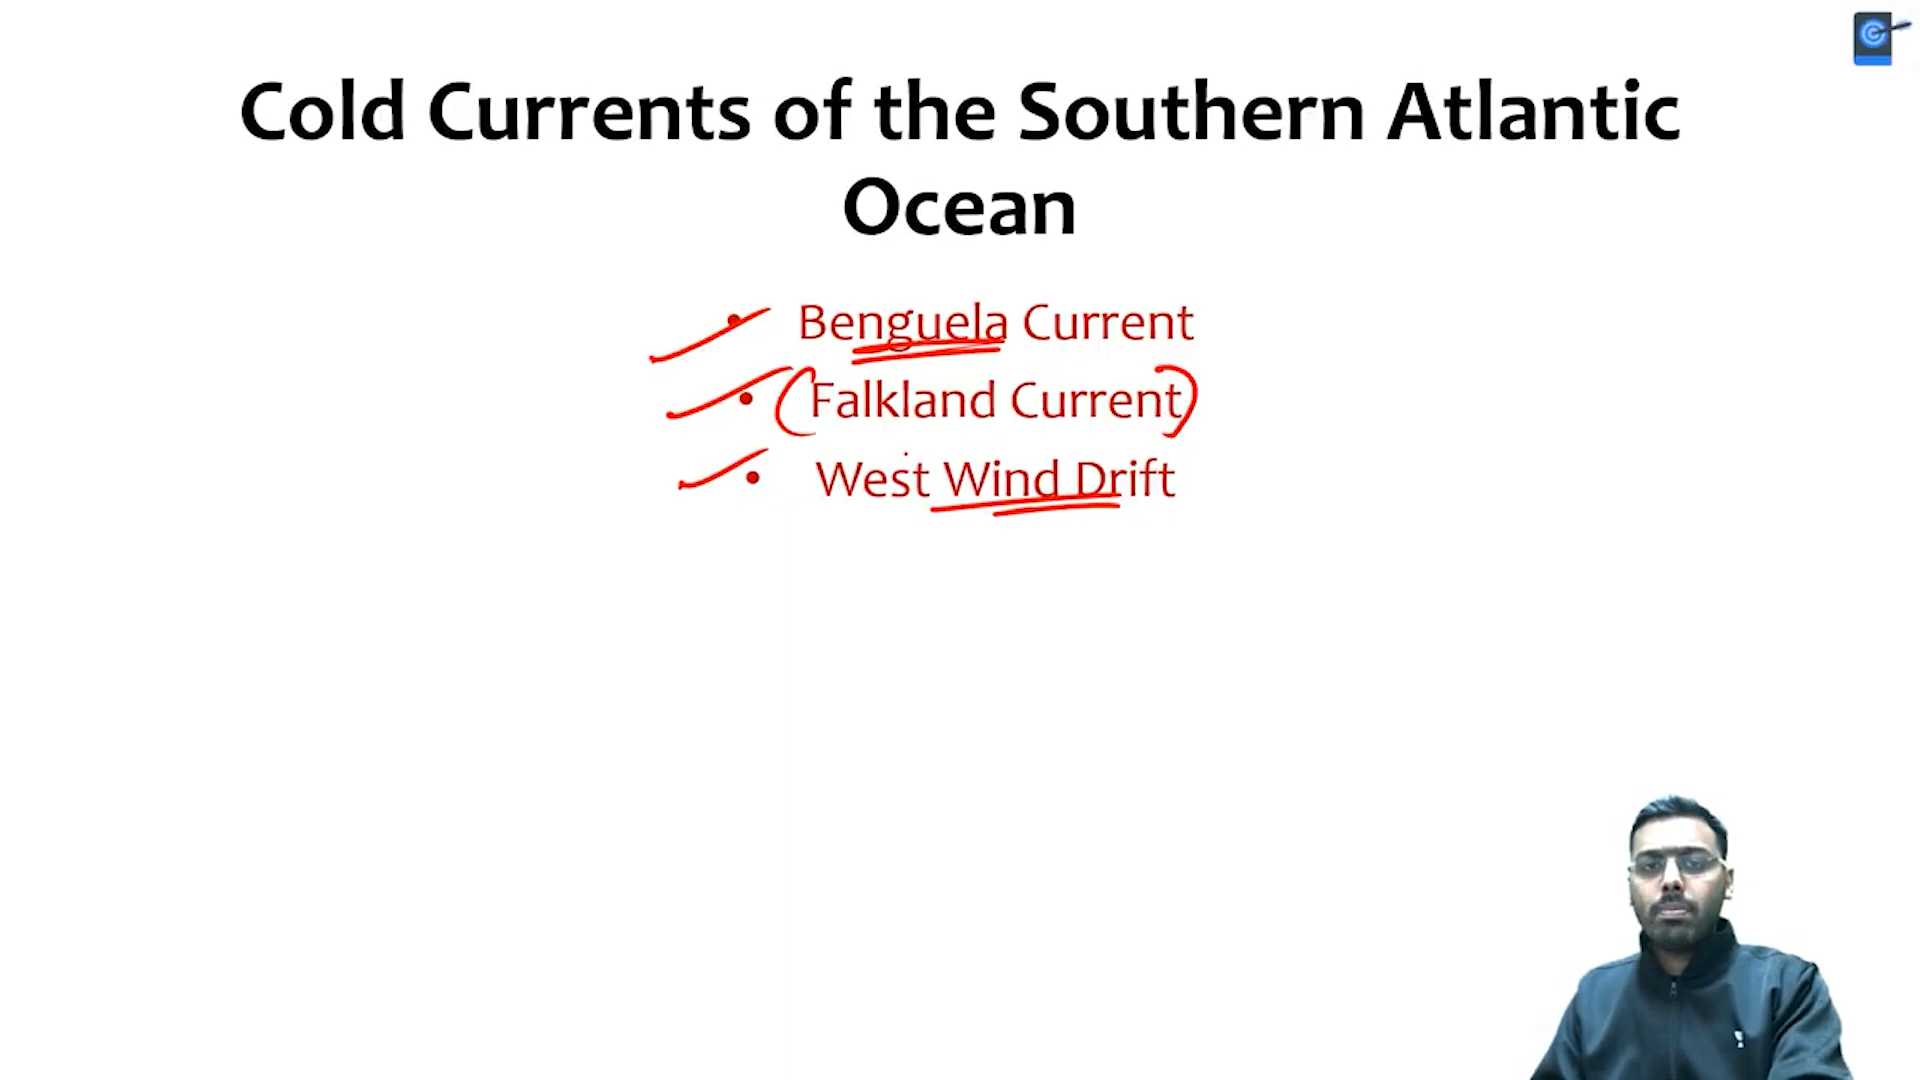 Cold Currents of the Southern Atlantic
Ocean
• Benguela Current
• (Falkland Current)
• West Wind Drift